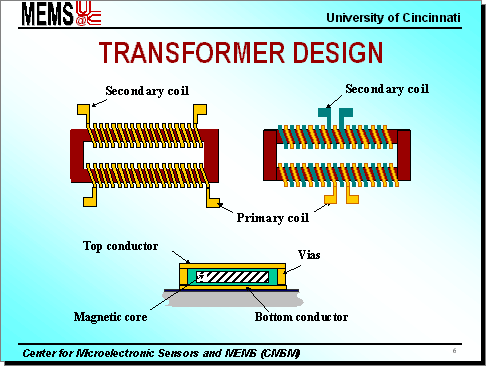 MEMS@UC
University of Cincinnati
TRANSFORMER DESIGN
Secondary coil
Secondary coil
Primary coil
Top conductor
Vias
Magnetic core
Bottom conductor
Center for Microelectronic Sensors and MEMS (CMSM)
6